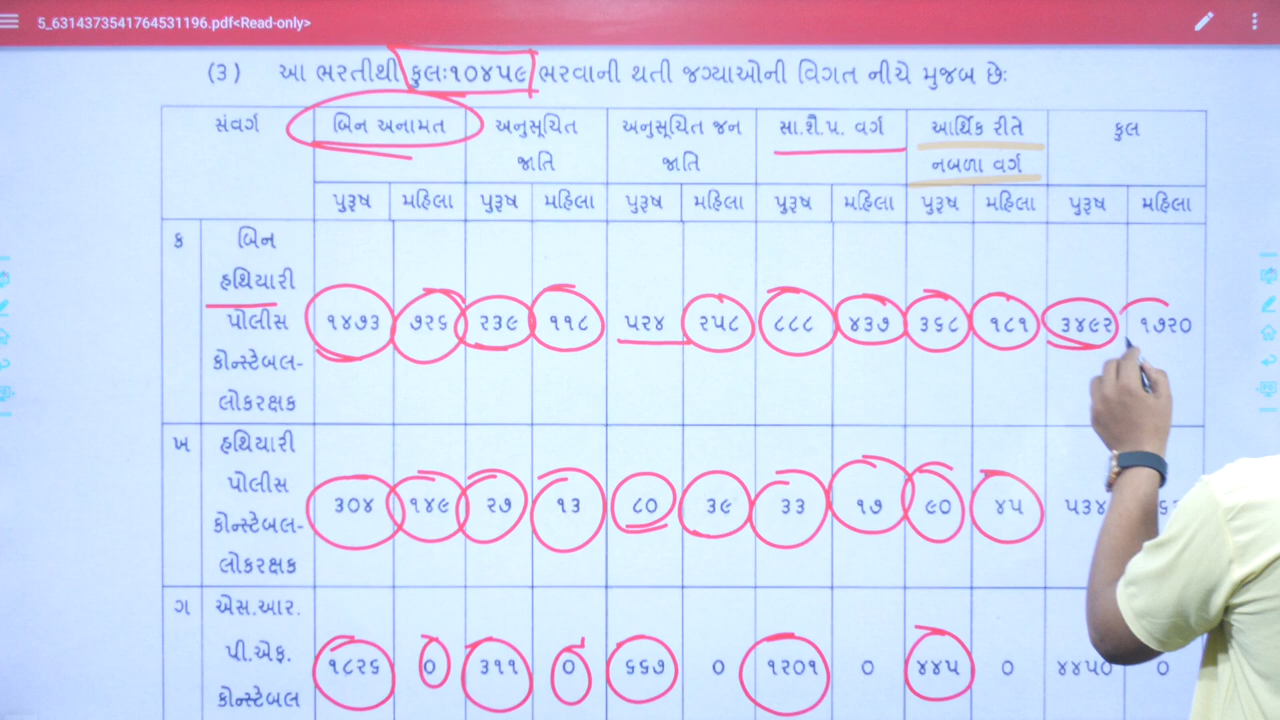 5_6314373541764531196.pdf<Read-only>
(૩) આ ભરતીથી કુલઃ૧૦૪૫૯ ભરવાની થતી જગ્યાઓની વિગત નીચે મુજબ છેઃ
સંવર્ગ બિન અનામત અનુસૂચિત જાતિ અનુસૂચિત જન જાતિ સા.શૈ.પ. વર્ગ આર્થિક રીતે નબળા વર્ગ કુલ
પુરૂષ મહિલા પુરૂષ મહિલા પુરૂષ મહિલા પુરૂષ મહિલા પુરૂષ મહિલા પુરૂષ મહિલા
ક બિન
હથિયારી
પોલીસ ૧૪૭૩ ૭૨૬ ૨૩૯ ૧૧૮ ૫૨૪ ૨૫૮ ૮૮૮ ૪૩૭ ૩૬૮ ૧૮૧ ૩૪૯૨ ૧૭૨૦
કોન્સ્ટેબલ-
લોકરક્ષક
ખ હથિયારી
પોલીસ
કોન્સ્ટેબલ- ૩૦૪ ૧૪૯ ૨૭ ૧૩ ૮૦ ૩૯ ૩૩ ૧૭ ૯૦ ૪૫ ૫૩૪
લોકરક્ષક
ગ એસ.આર.
પી.એફ. ૧૮૨૬ ૦ ૩૧૧ ૦ ૬૬૭ ૦ ૧૨૦૧ ૦ ૪૪૫ ૦ ૪૪૫૦ ૦
કોન્સ્ટેબલ